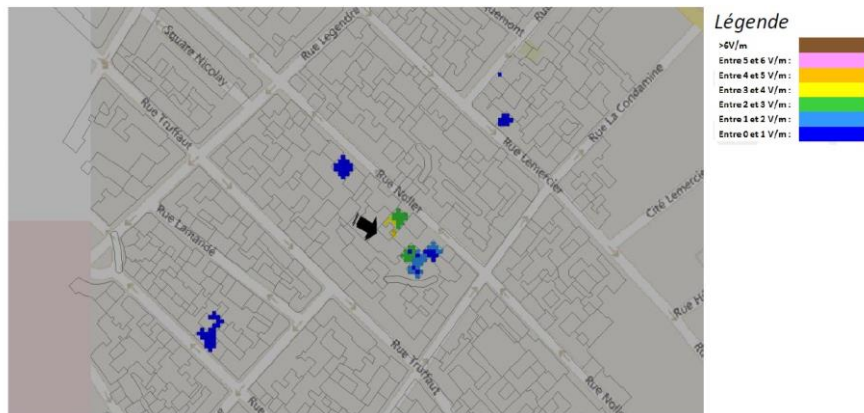 Légende
>6V/m
Entre 5 et 6 V/m :
Entre 4 et 5 V/m :
Entre 3 et 4 V/m :
Entre 2 et 3 V/m :
Entre 1 et 2 V/m :
Entre 0 et 1 V/m :
Square Nicolay
Rue Legendre
Rue La Condamine
Rue Truffaut
Rue Lemercier
Rue Nollet
Cité Lemercier
Rue Lamandé
Rue Truffaut